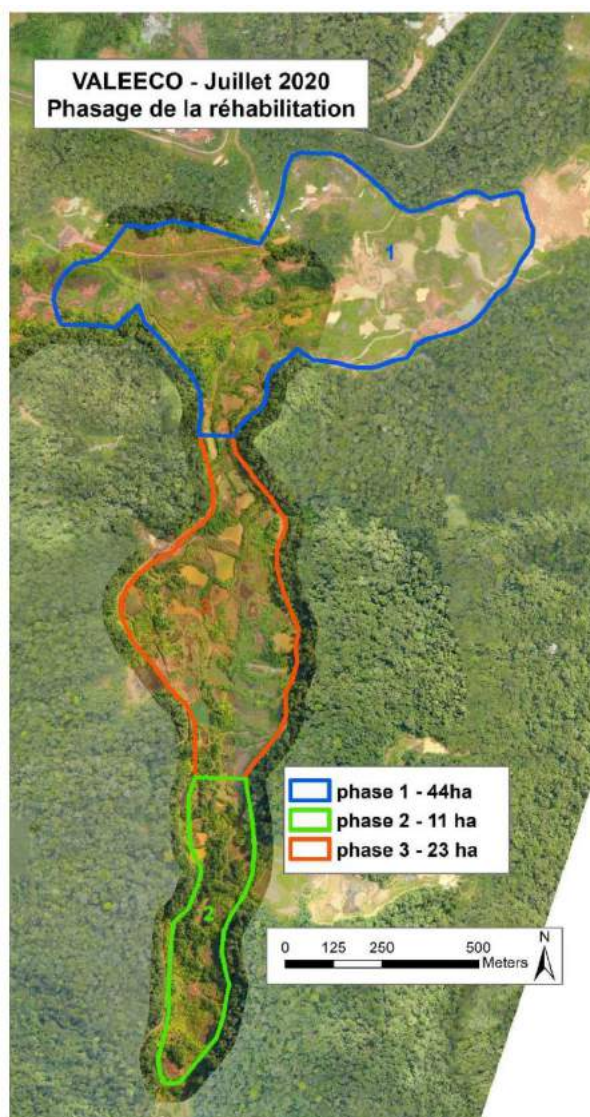 VALEECO - Juillet 2020
Phasage de la réhabilitation
1
phase 1 - 44ha
phase 2 - 11 ha
phase 3 - 23 ha
2
0 125 250 500
Meters
N